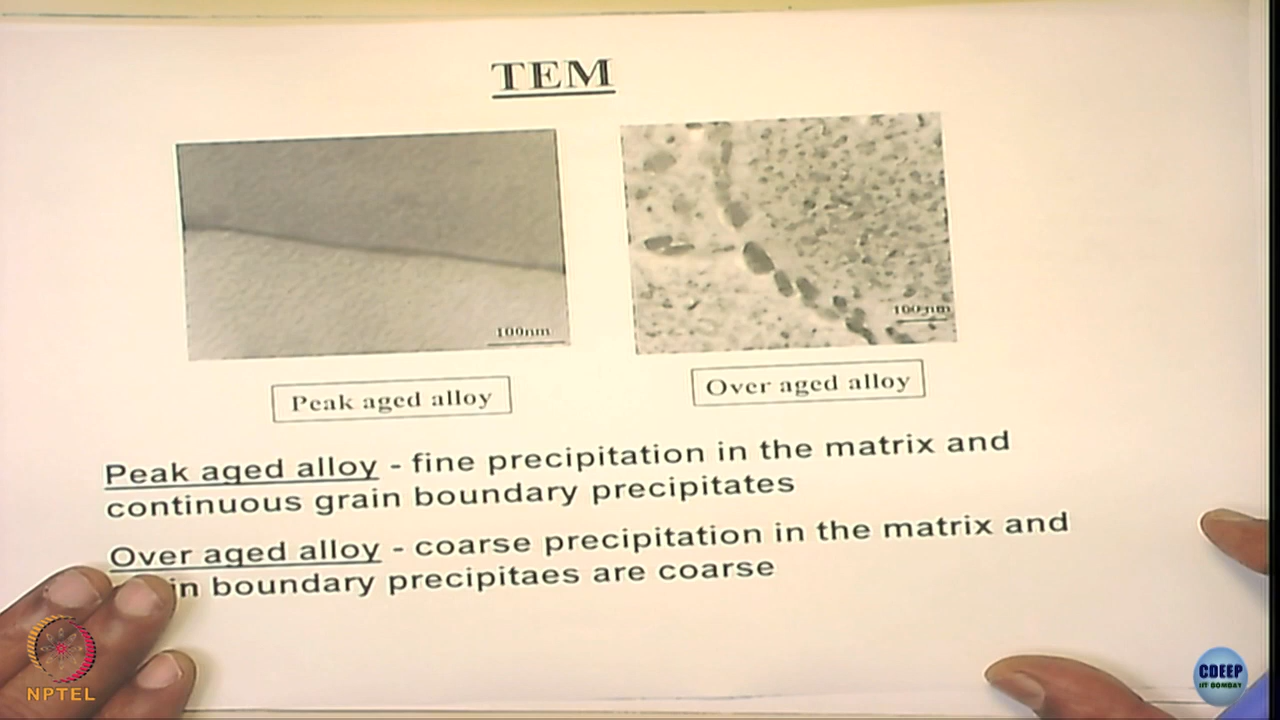 TEM
100nm
100nm
Peak aged alloy
Over aged alloy
Peak aged alloy - fine precipitation in the matrix and
continuous grain boundary precipitates
Over aged alloy - coarse precipitation in the matrix and
in boundary precipitaes are coarse
NPTEL
CDEEP
IIT BOMBAY